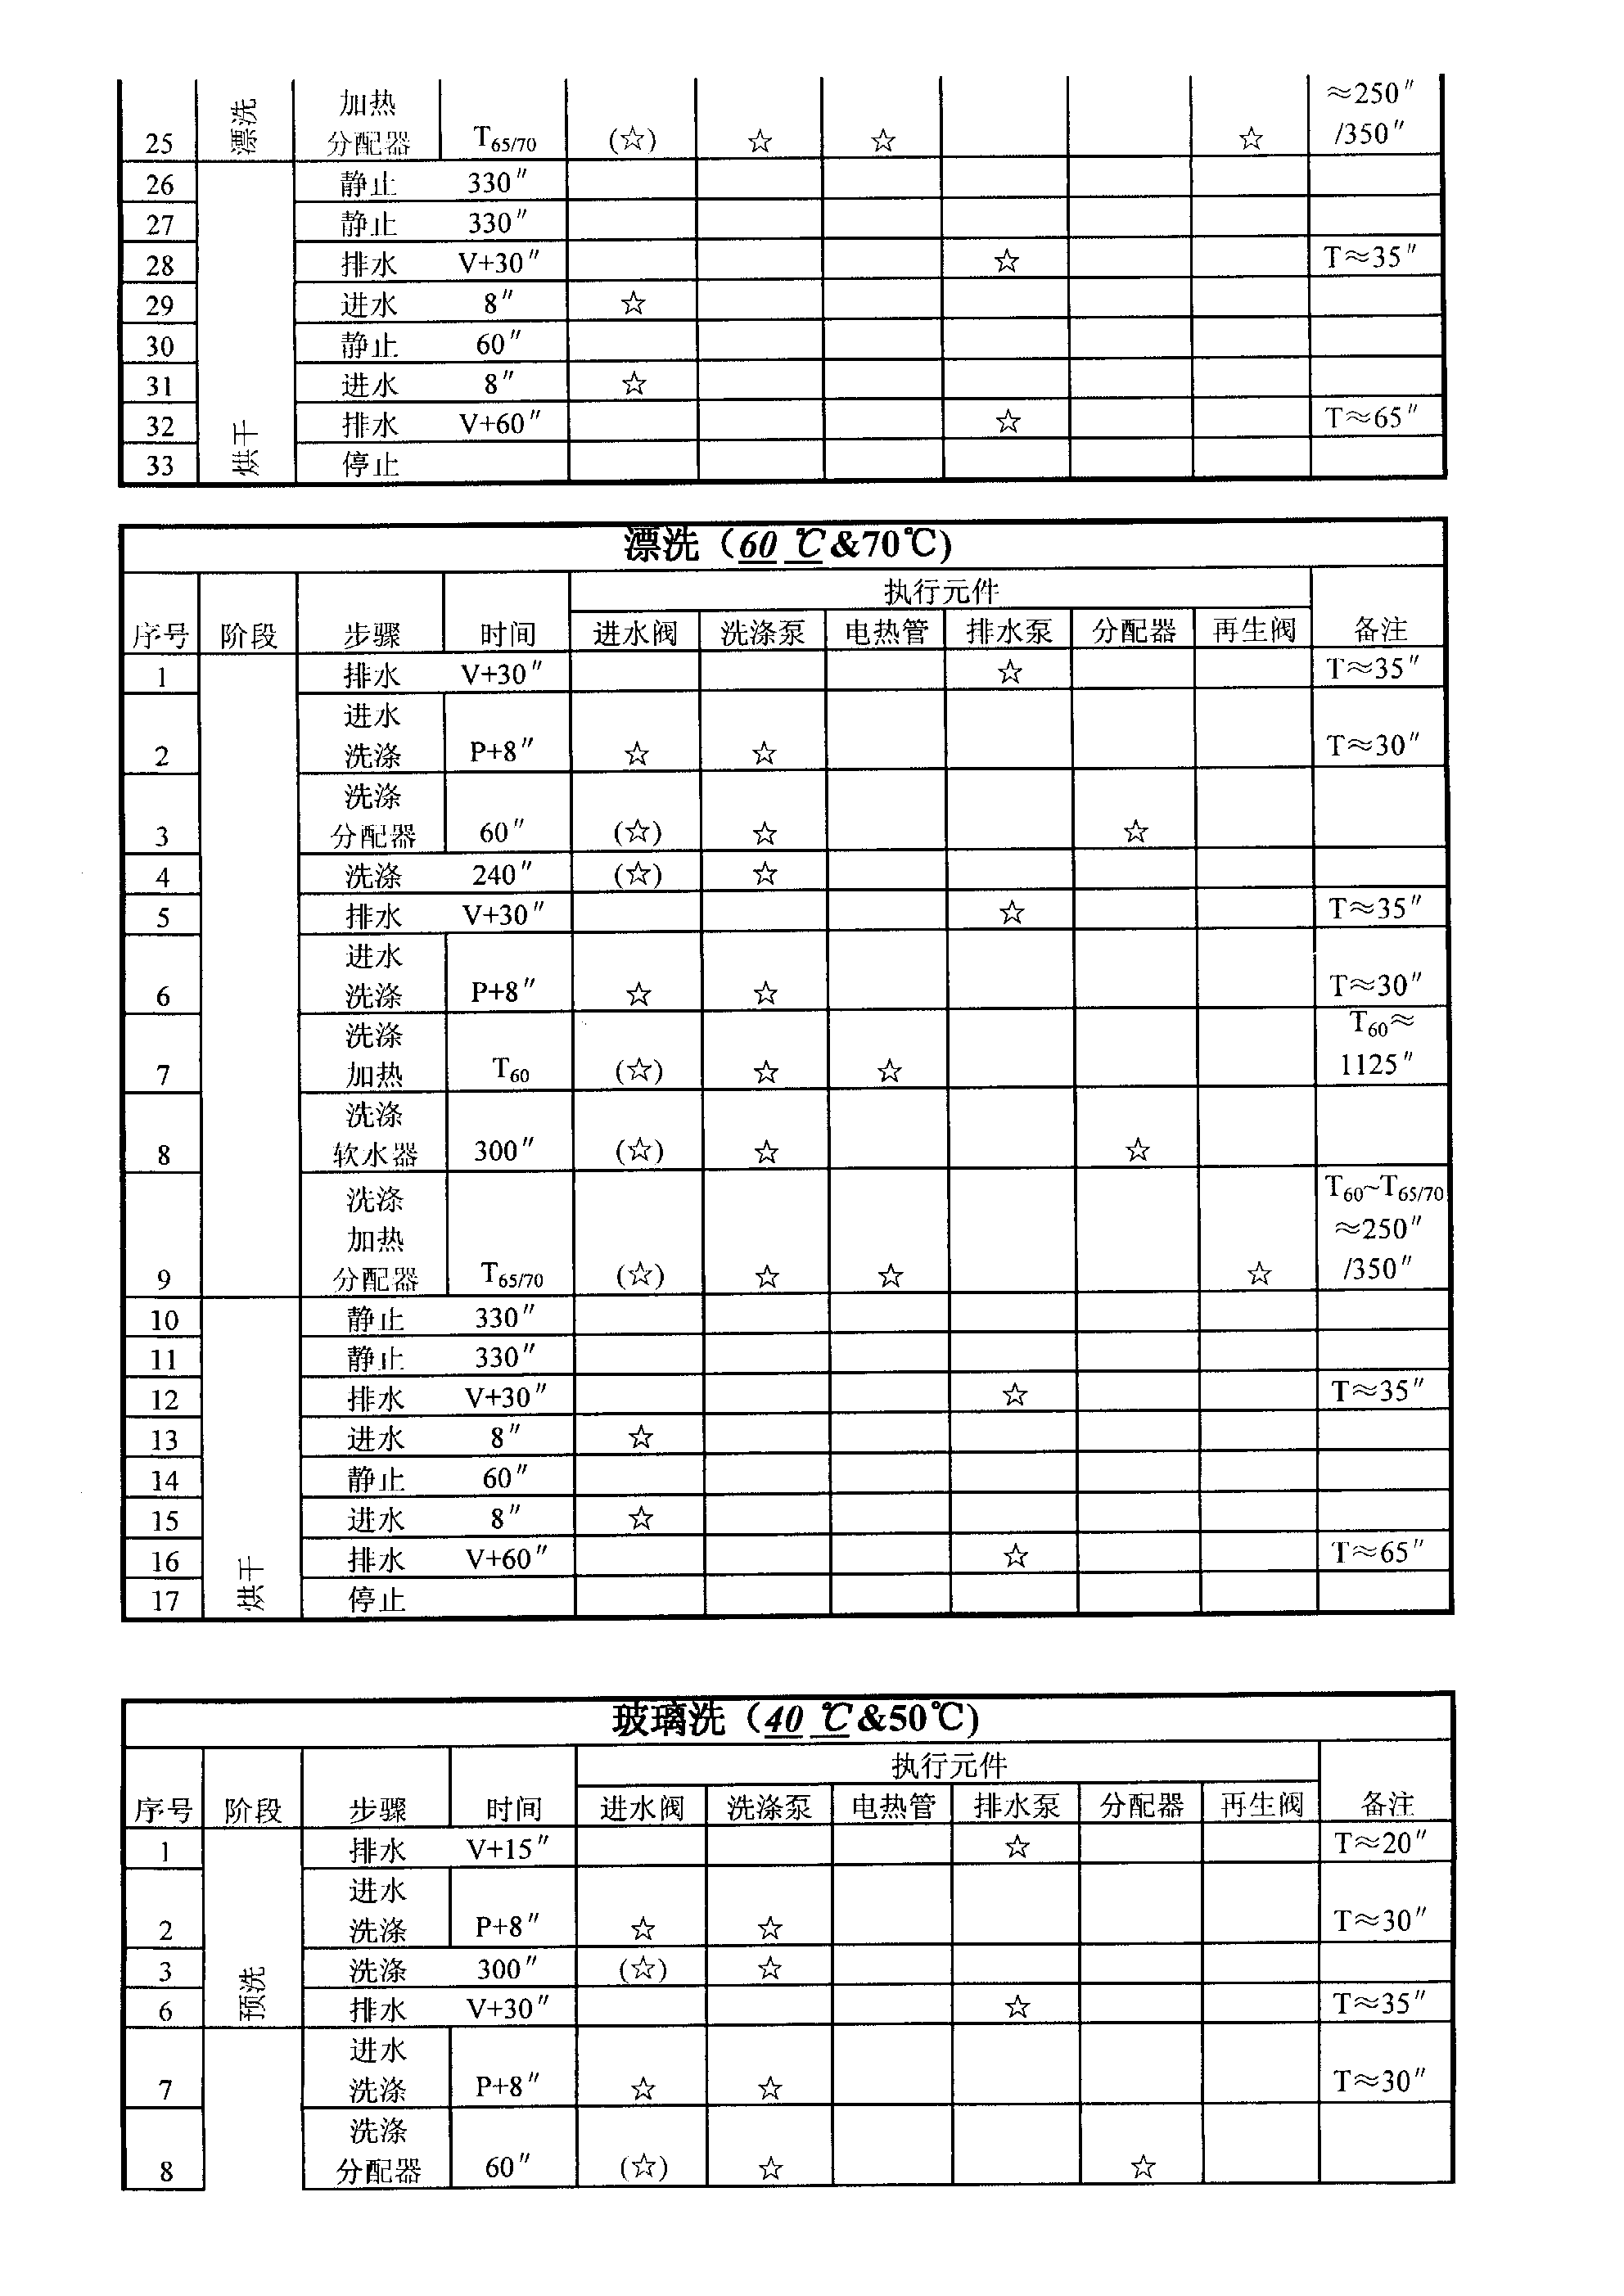 加热 ≈250″
25 漂洗 分配器 T65/70 (☆) ☆ ☆ ☆ /350″
26 静止 330″
27 静止 330″
28 排水 V+30″ ☆ T≈35″
29 进水 8″ ☆
30 静止 60″
31 进水 8″ ☆
32 排水 V+60″ ☆ T≈65″
33 烘干 停止
漂洗（60 ℃&70℃)
执行元件
序号 阶段 步骤 时间 进水阀 洗涤泵 电热管 排水泵 分配器 再生阀 备注
1 排水 V+30″ ☆ T≈35″
进水
2 洗涤 P+8″ ☆ ☆ T≈30″
洗涤
3 分配器 60″ (☆) ☆ ☆
4 洗涤 240″ (☆) ☆
5 排水 V+30″ ☆ T≈35″
进水
6 洗涤 P+8″ ☆ ☆ T≈30″
洗涤 T60≈
7 加热 T60 (☆) ☆ ☆ 1125″
洗涤
8 软水器 300″ (☆) ☆ ☆
洗涤 T60~T65/70
加热 ≈250″
9 分配器 T65/70 (☆) ☆ ☆ ☆ /350″
10 静止 330″
11 静止 330″
12 排水 V+30″ ☆ T≈35″
13 进水 8″ ☆
14 静止 60″
15 进水 8″ ☆
16 排水 V+60″ ☆ T≈65″
17 烘干 停止
玻璃洗（40 ℃&50℃)
执行元件
序号 阶段 步骤 时间 进水阀 洗涤泵 电热管 排水泵 分配器 再生阀 备注
1 排水 V+15″ ☆ T≈20″
进水
2 洗涤 P+8″ ☆ ☆ T≈30″
3 洗涤 300″ (☆) ☆
6 预洗 排水 V+30″ ☆ T≈35″
进水
7 洗涤 P+8″ ☆ ☆ T≈30″
洗涤
8 分配器 60″ (☆) ☆ ☆